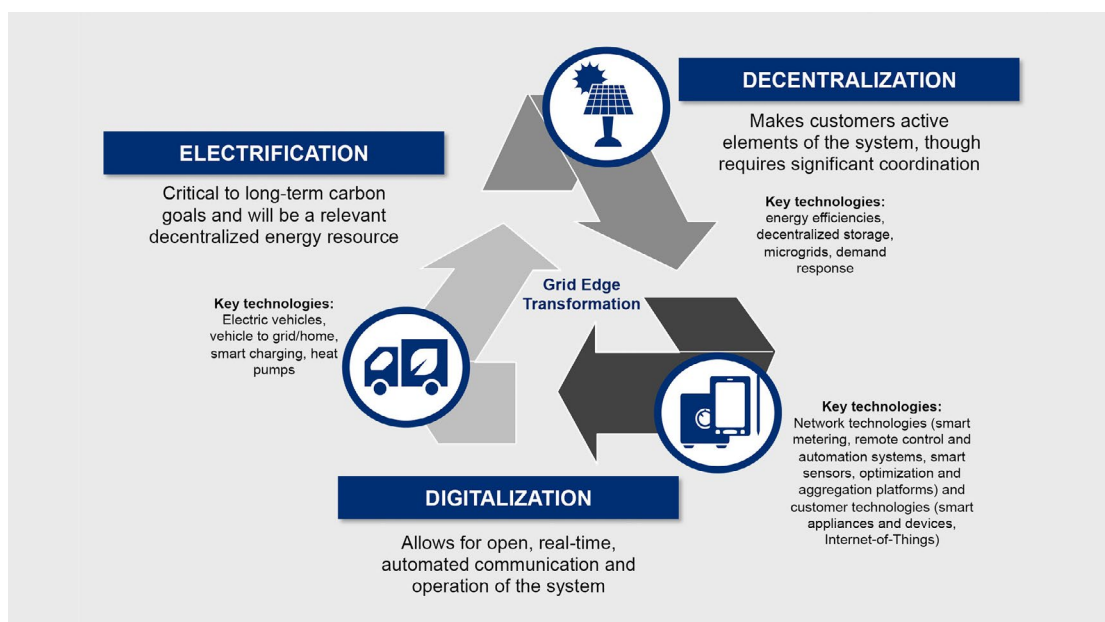 DECENTRALIZATION
Makes customers active
elements of the system, though
requires significant coordination
Key technologies:
energy efficiencies,
decentralized storage,
microgrids, demand
response
ELECTRIFICATION
Critical to long-term carbon
goals and will be a relevant
decentralized energy resource
Key technologies:
Electric vehicles,
vehicle to grid/home,
smart charging, heat
pumps
Grid Edge
Transformation
Key technologies:
Network technologies (smart
metering, remote control and
automation systems, smart
sensors, optimization and
aggregation platforms) and
customer technologies (smart
appliances and devices,
Internet-of-Things)
DIGITALIZATION
Allows for open, real-time,
automated communication and
operation of the system